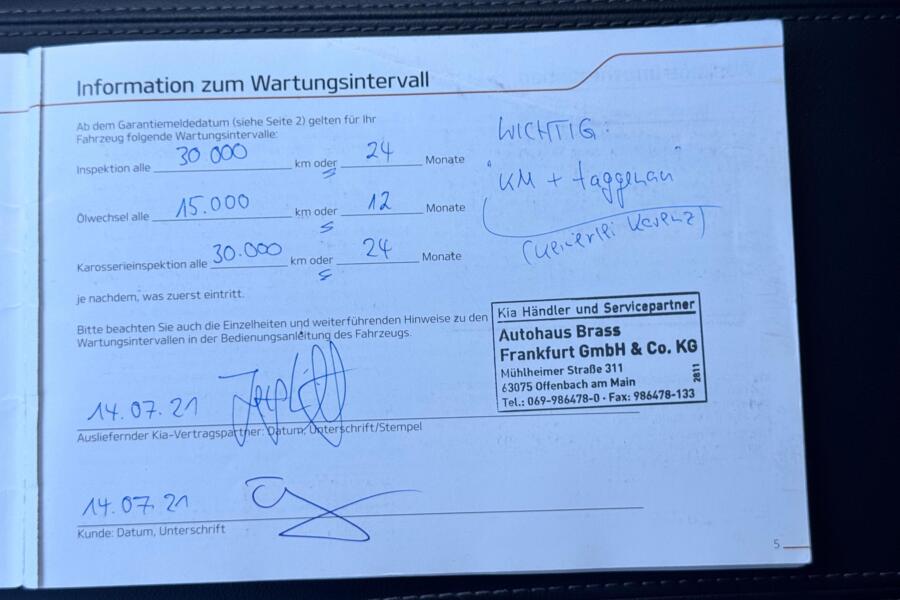 Information zum Wartungsintervall
Ab dem Garantiemeldedatum (siehe Seite 2) gelten für Ihr
Fahrzeug folgende Wartungsintervalle:
Inspektion alle 30.000 km oder 24 Monate
Ölwechsel alle 15.000 km oder 12 Monate
Karosserieinspektion alle 30.000 km oder 24 Monate
je nachdem, was zuerst eintritt.
Bitte beachten Sie auch die Einzelheiten und weiterführenden Hinweise zu den
Wartungsintervallen in der Bedienungsanleitung des Fahrzeugs.
WICHTIG:
"KM + taggenau"
(keinerlei Karenz)
Kia Händler und Servicepartner
Autohaus Brass
Frankfurt GmbH & Co. KG
Mühlheimer Straße 311
63075 Offenbach am Main
Tel.: 069-986478-0 · Fax: 986478-133
2811
14.07.21
Ausliefernder Kia-Vertragspartner: Datum, Unterschrift/Stempel
14.07.21
Kunde: Datum, Unterschrift
5